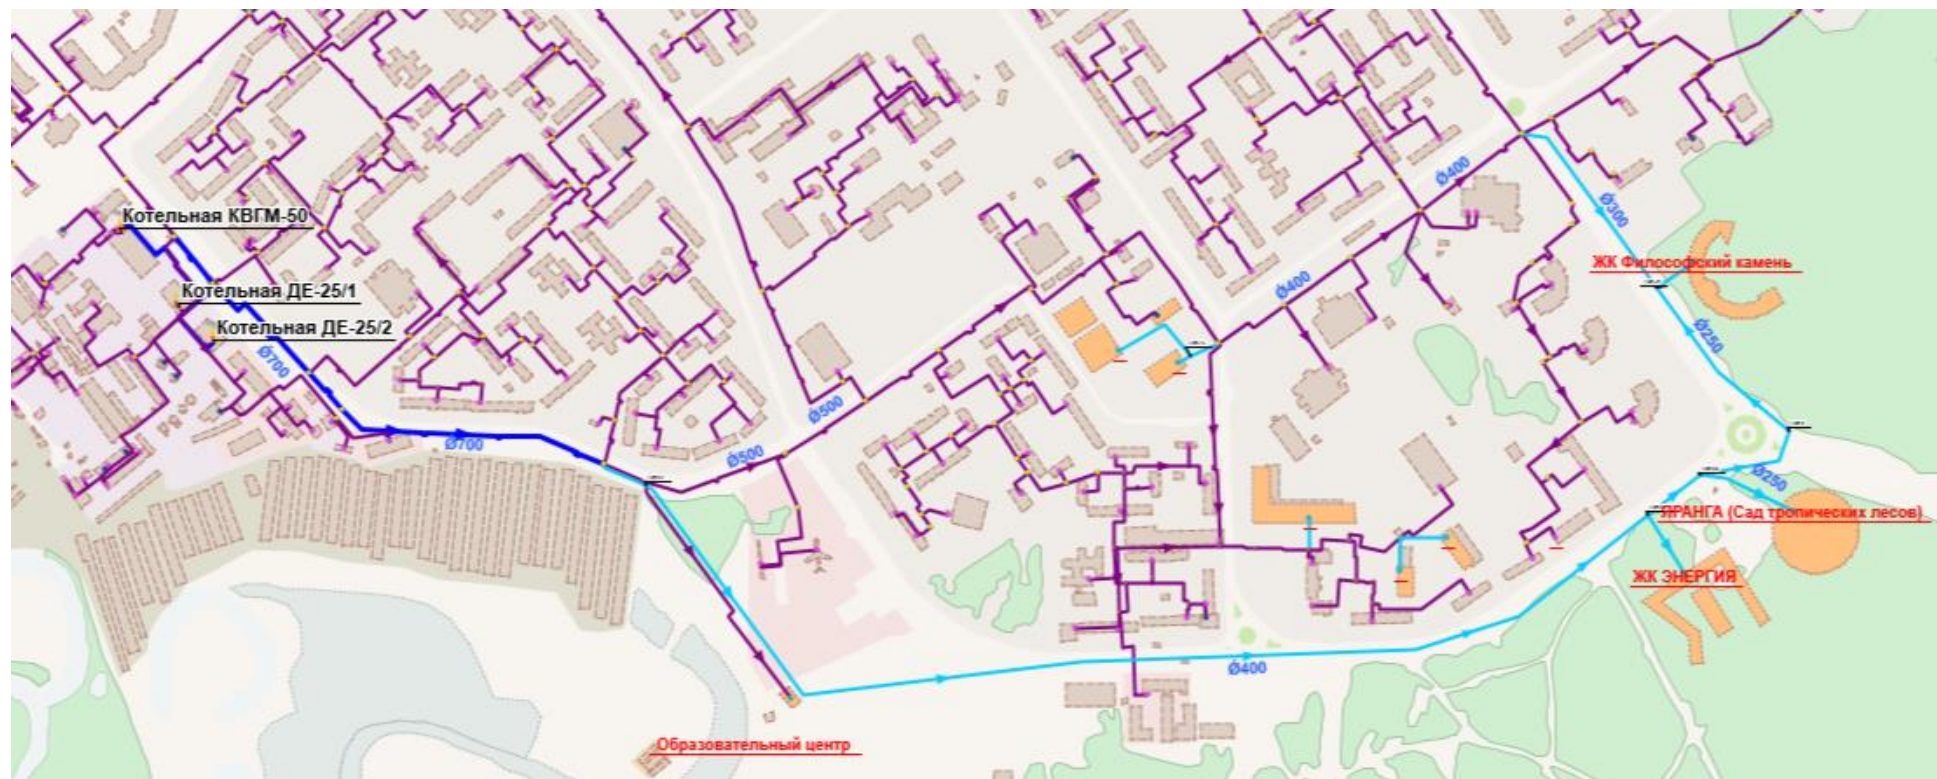 Ø400
Котельная КВГМ-50
Ø300
ЖК Философский камень
Котельная ДЕ-25/1
Ø400
Котельная ДЕ-25/2
Ø250
Ø700
Ø500
Ø700
Ø500
Ø250
ЯРАНГА (Сад тропических лесов)
ЖК ЭНЕРГИЯ
Ø400
Образовательный центр